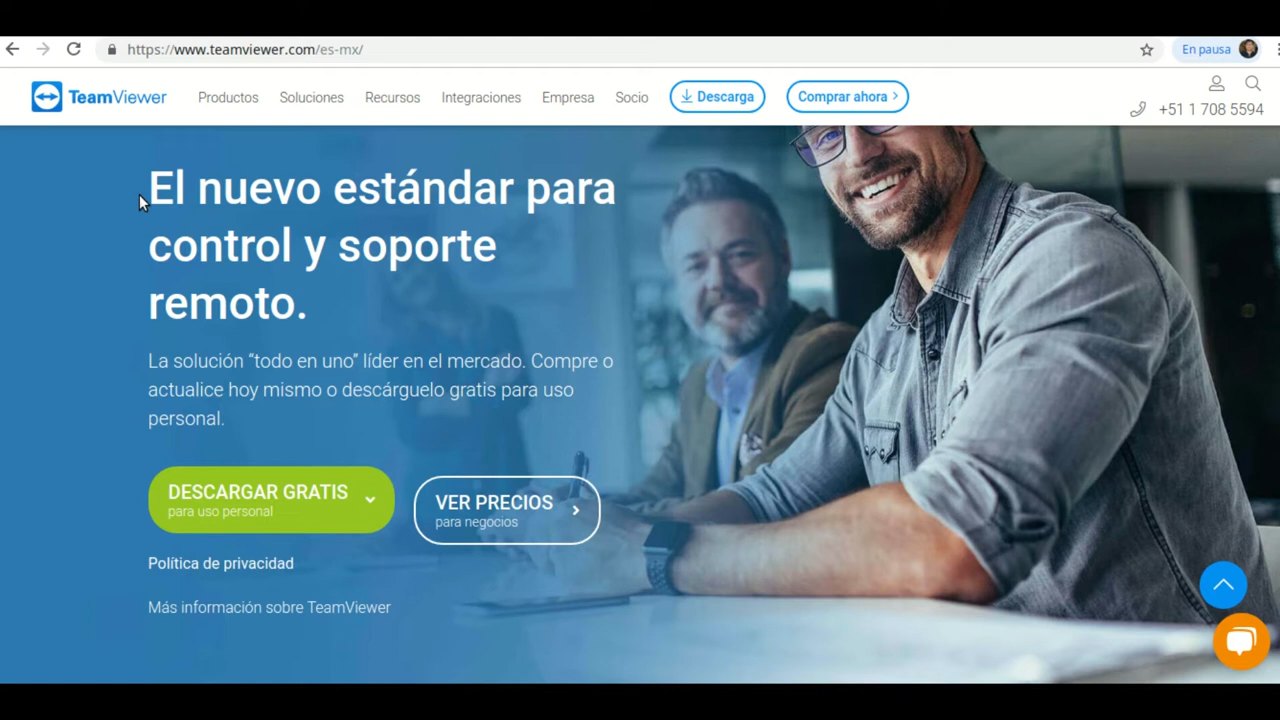 https://www.teamviewer.com/es-mx/
En pausa
TeamViewer
Productos
Soluciones
Recursos
Integraciones
Empresa
Socio
Descarga
Comprar ahora
+51 1 708 5594
El nuevo estándar para
control y soporte
remoto.
La solución “todo en uno” líder en el mercado. Compre o
actualice hoy mismo o descárguelo gratis para uso
personal.
DESCARGAR GRATIS
para uso personal
VER PRECIOS
para negocios
Política de privacidad
Más información sobre TeamViewer